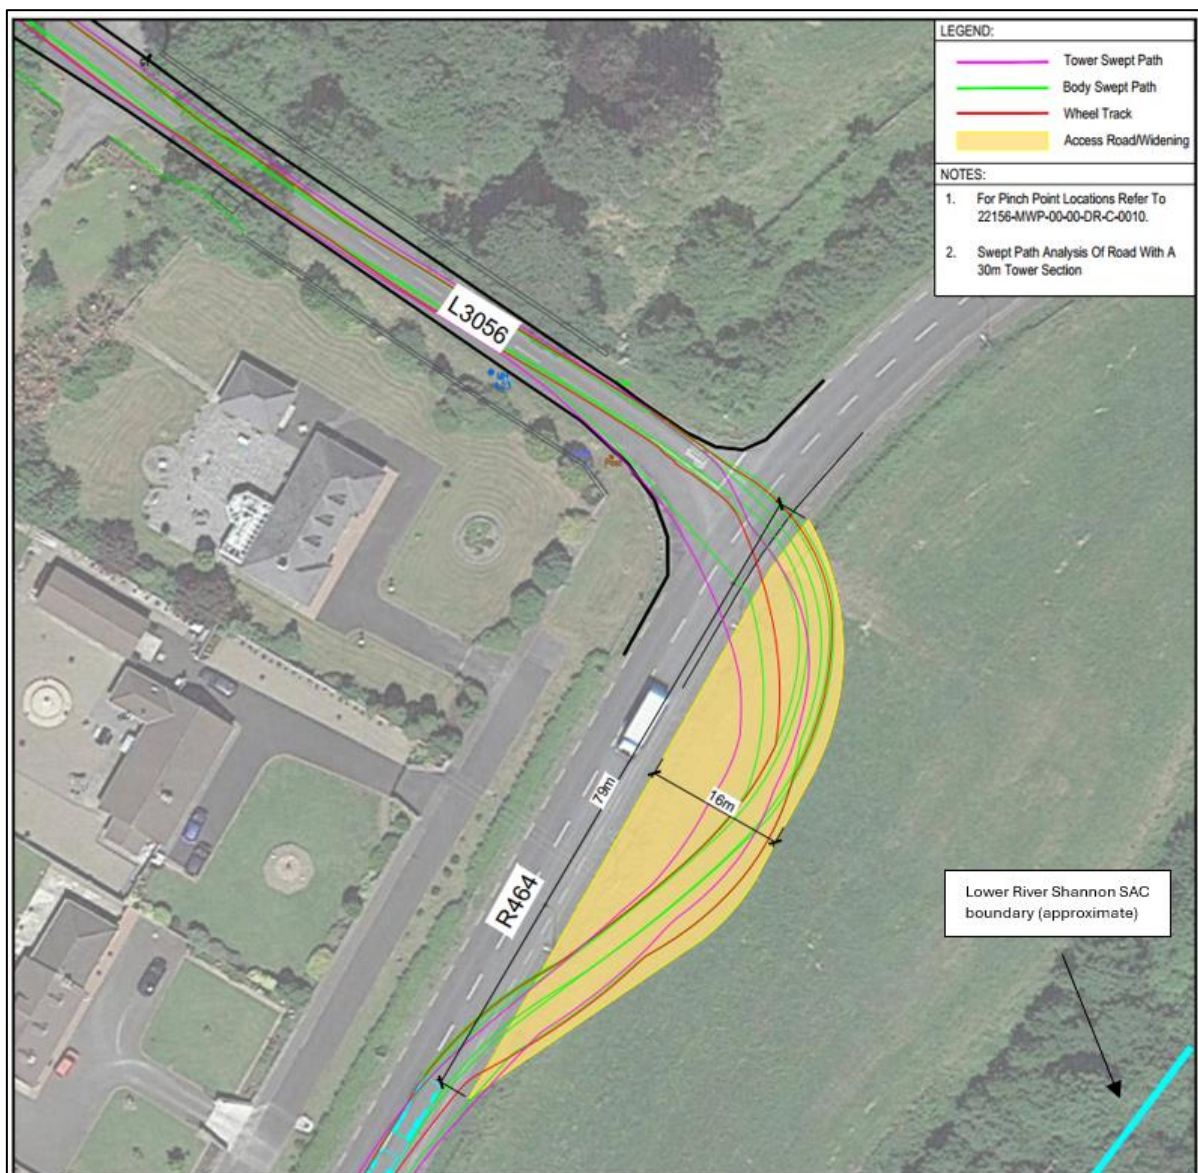 LEGEND:
Tower Swept Path
Body Swept Path
Wheel Track
Access Road/Widening
NOTES:
1. For Pinch Point Locations Refer To
22156-MWP-00-00-DR-C-0010.
2. Swept Path Analysis Of Road With A
30m Tower Section
L3056
79m
16m
R464
Lower River Shannon SAC
boundary (approximate)